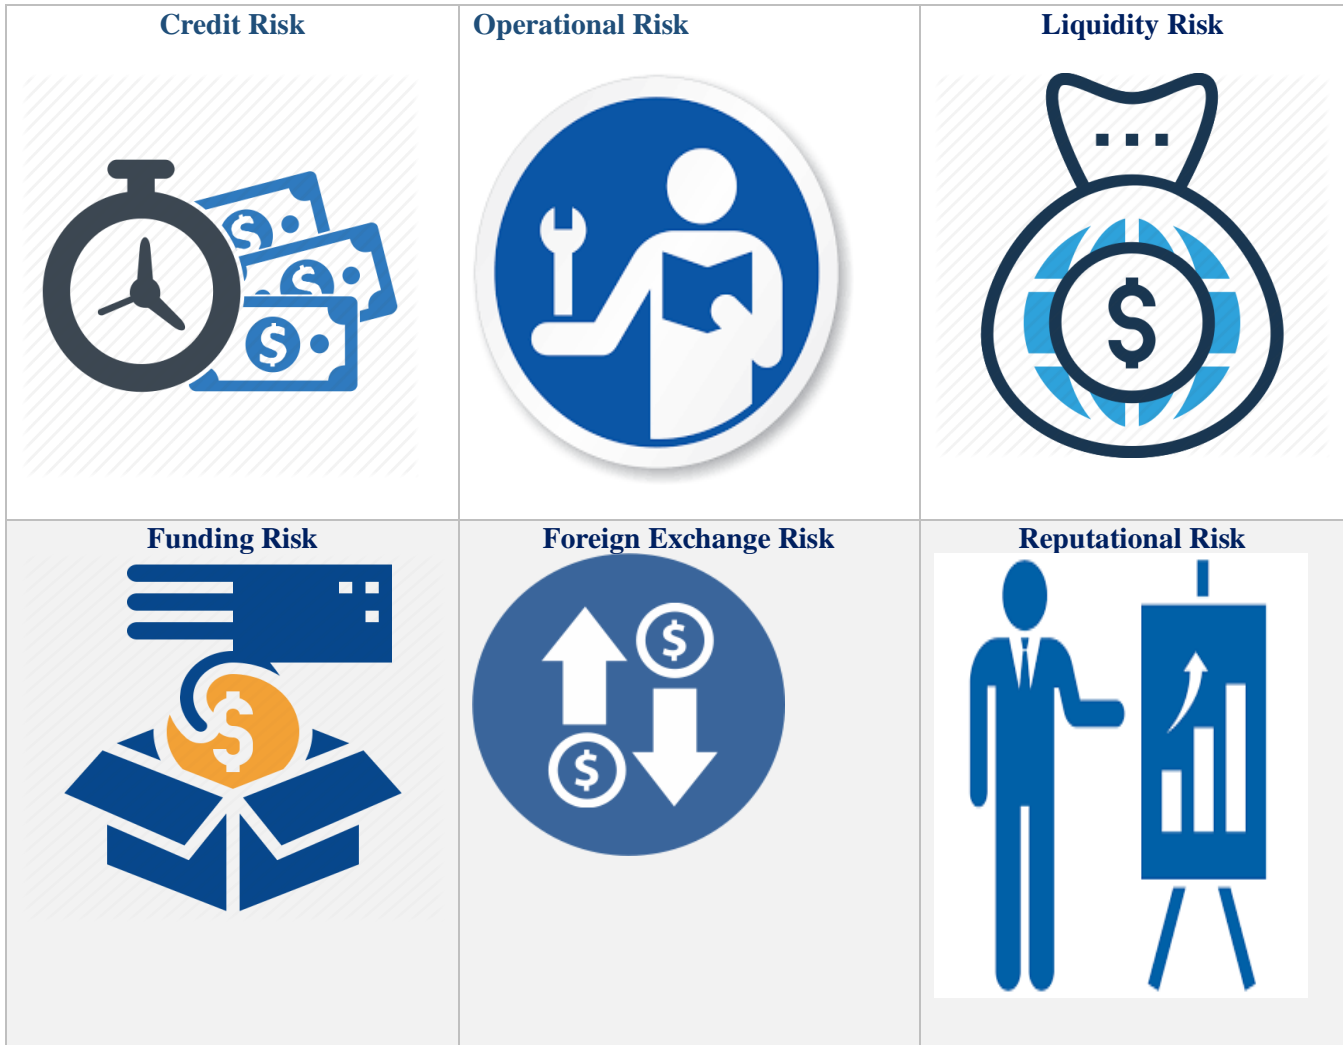 Credit Risk
Operational Risk
Liquidity Risk
$
$
$
$
Funding Risk
Foreign Exchange Risk
Reputational Risk
$
$
$